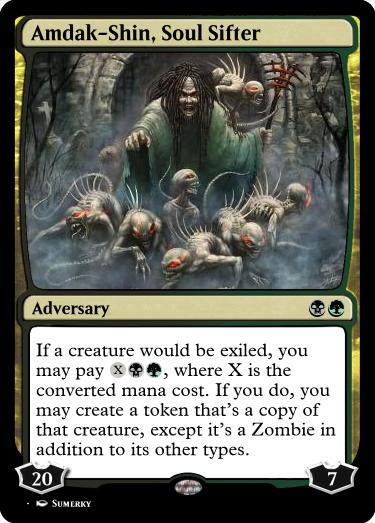 Amdak-Shin, Soul Sifter
Adversary
If a creature would be exiled, you
may pay X, where X is the
converted mana cost. If you do, you
may create a token that's a copy of
that creature, except it's a Zombie in
addition to its other types.
20
7
· SUMERKY